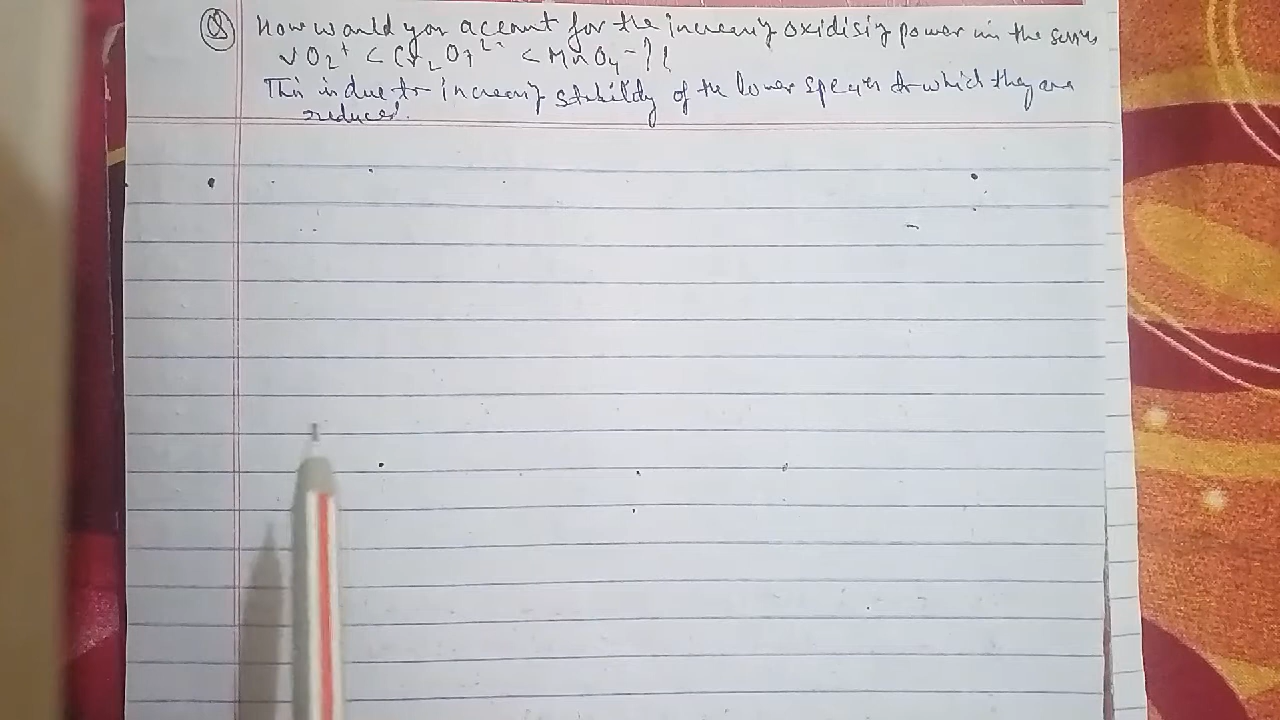 Q How would you account for the increasing oxidising power in the series
VO₂⁺ < Cr₂O₇²⁻ < MnO₄⁻ ?
This is due to increasing stability of the lower species to which they are
reduced.